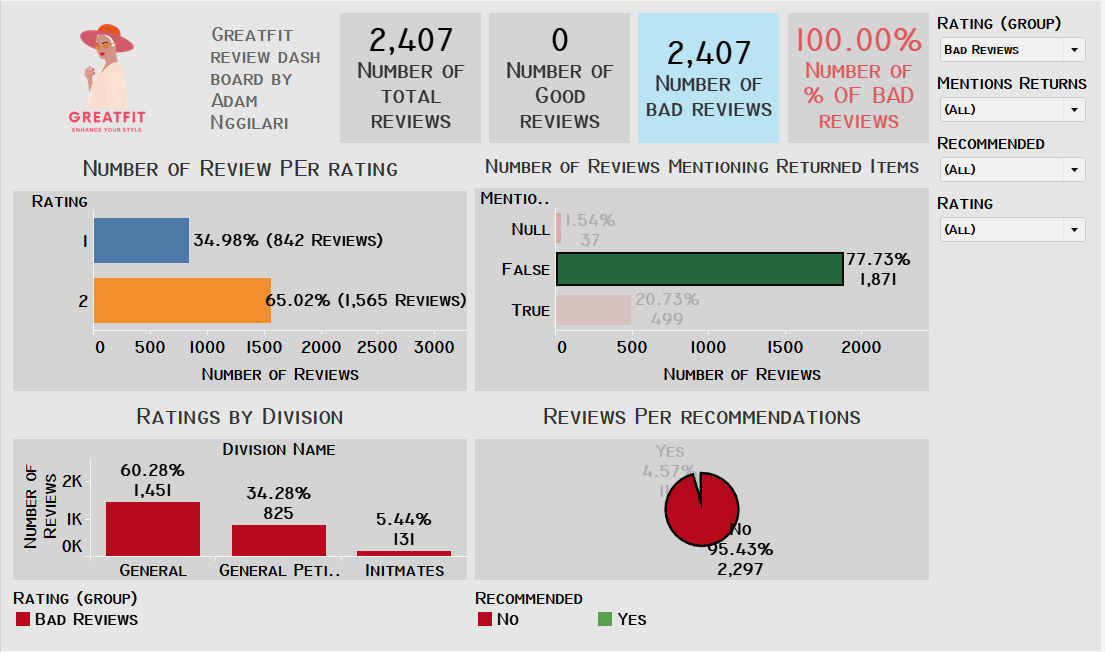 GREATFIT
ENHANCE YOUR STYLE
Greatfit
review dash
board by
Adam
Nggilari
2,407
Number of
total
reviews
0
Number of
Good
reviews
2,407
Number of
bad reviews
100.00%
Number of
% of bad
reviews
Rating (group)
Bad Reviews
Mentions Returns
(All)
Recommended
(All)
Rating
(All)
Number of Review PEr rating
Rating
1
34.98% (842 Reviews)
2
65.02% (1,565 Reviews)
0 500 1000 1500 2000 2500 3000
Number of Reviews
Number of Reviews Mentioning Returned Items
Mentio..
Null
1.54%
37
False
77.73%
1,871
True
20.73%
499
0 500 1000 1500 2000
Number of Reviews
Ratings by Division
Division Name
Number of
Reviews
2K
1K
0K
60.28%
1,451
34.28%
825
5.44%
131
General General Peti.. Initmates
Rating (group)
Bad Reviews
Reviews Per recommendations
Yes
4.57%
No
95.43%
2,297
Recommended
No Yes